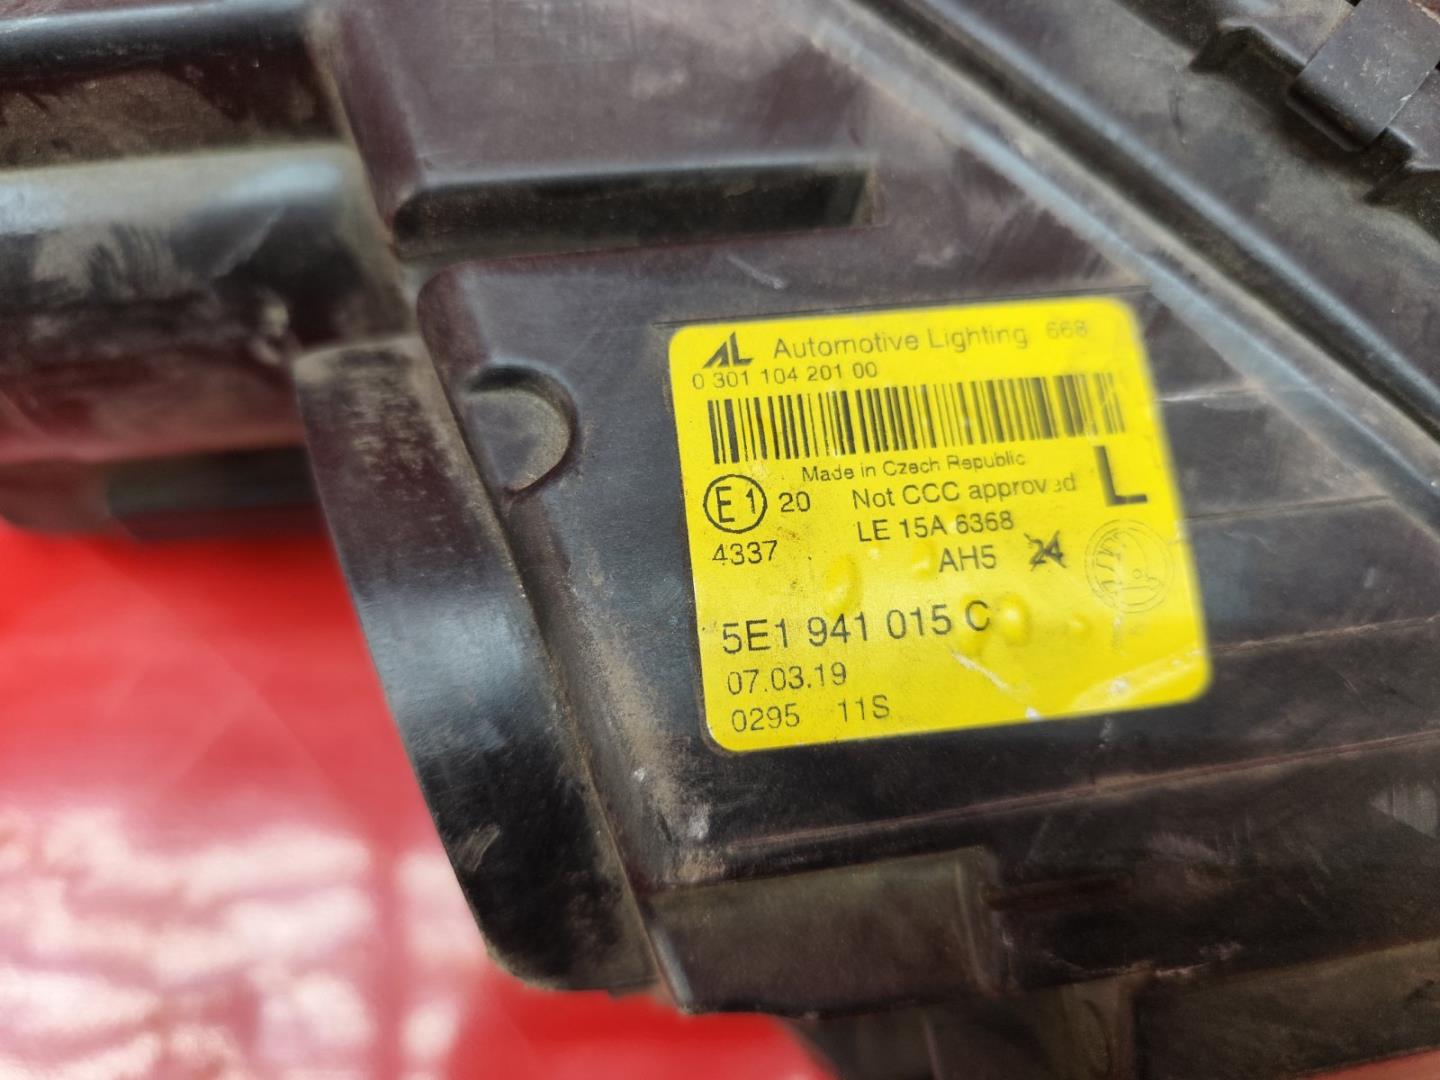 AL Automotive Lighting 668
0 301 104 201 00
Made in Czech Republic
E1 20 Not CCC approved L
4337 LE 15A 6368
AH5 24
5E1 941 015 C
07.03.19
0295 11S